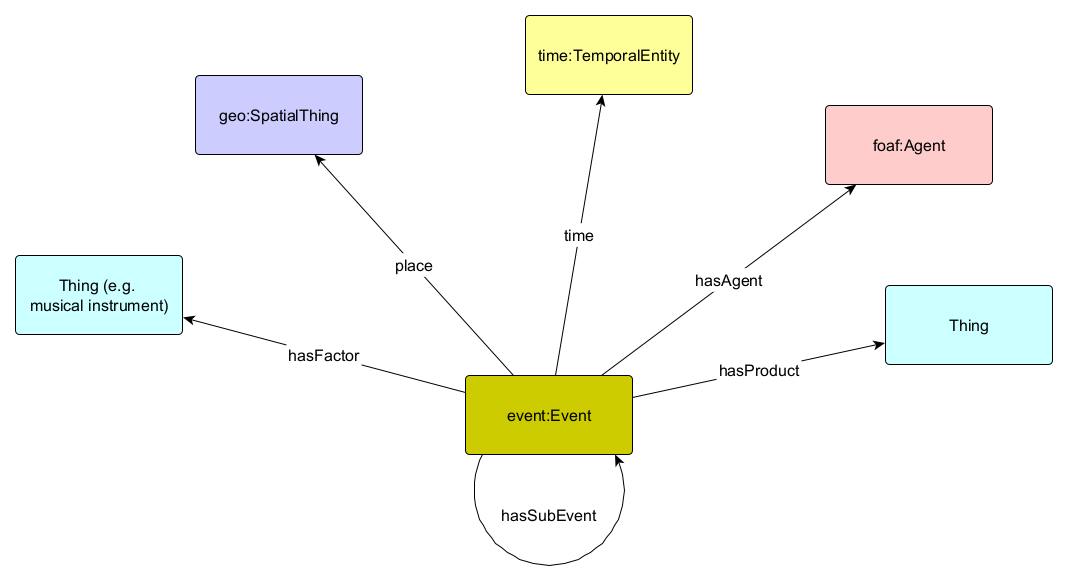 time:TemporalEntity
geo:SpatialThing
foaf:Agent
time
place
hasAgent
Thing (e.g.
musical instrument)
Thing
hasFactor
hasProduct
event:Event
hasSubEvent